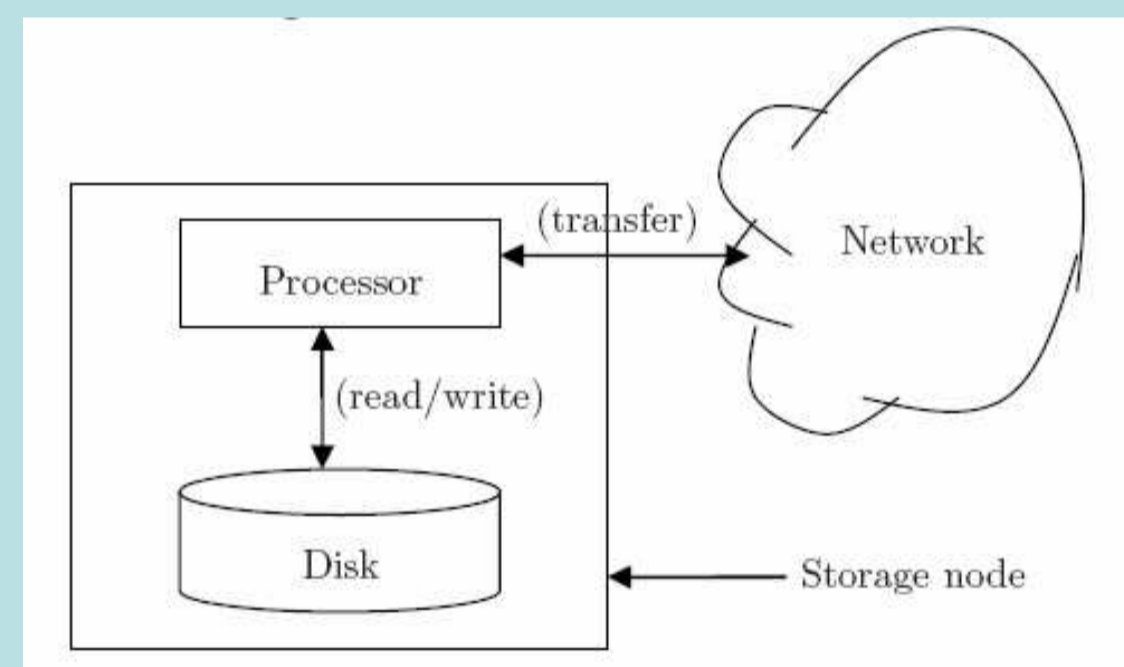 (transfer)
Network
Processor
(read/write)
Disk
Storage node